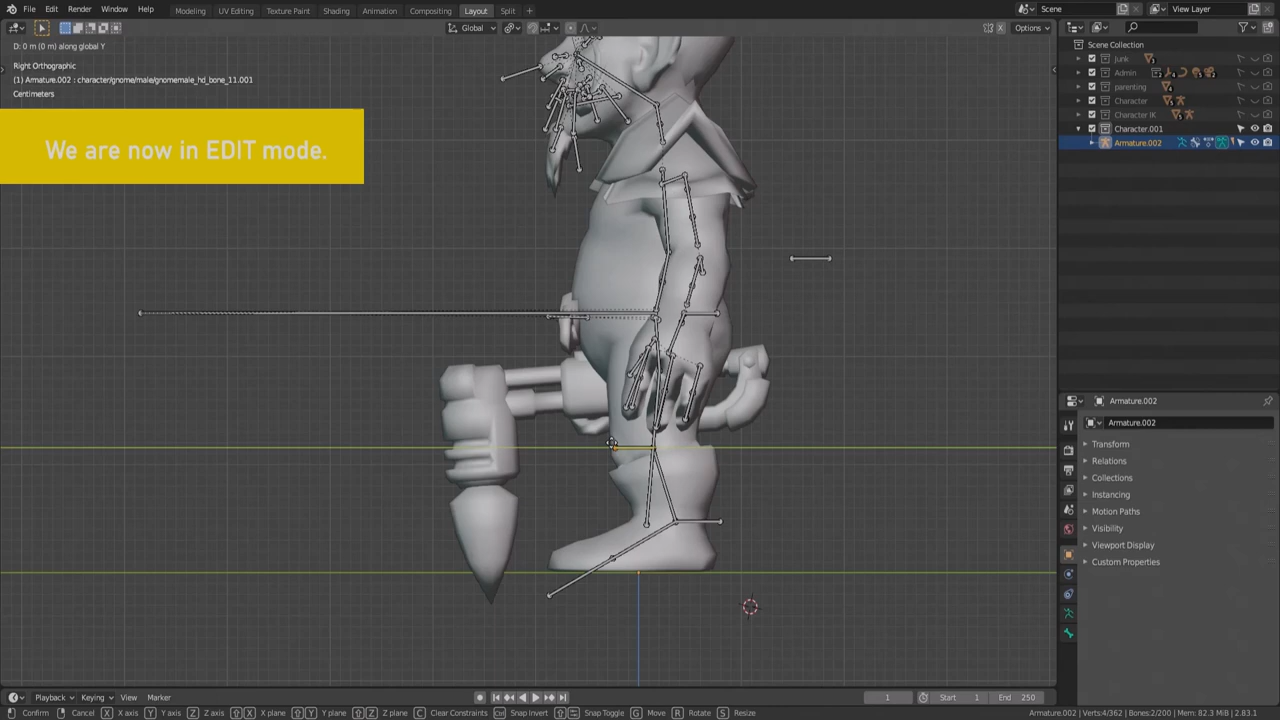 File Edit Render Window Help
Modeling UV Editing Texture Paint Shading Animation Compositing Layout Split +
Scene
View Layer
Global
X
Options
D: 0 m (0 m) along global Y
Right Orthographic
(1) Armature.002 : character/gnome/male/gnomemale_hd_bone_11.001
Centimeters
We are now in EDIT mode.
Scene Collection
Junk
Admin
parenting
Character
Character IK
Character.001
Armature.002
Armature.002
Armature.002
Transform
Relations
Collections
Instancing
Motion Paths
Visibility
Viewport Display
Custom Properties
Playback Keying View Marker
1 Start 1 End 250
Confirm Cancel X X axis Y Y axis Z Z axis X X plane Y Y plane Z Z plane C Clear Constraints Ctrl Snap Invert Snap Toggle G Move R Rotate S Resize
Armature.002 | Verts:4/362 | Bones:2/200 | Mem: 82.3 MiB | 2.83.1